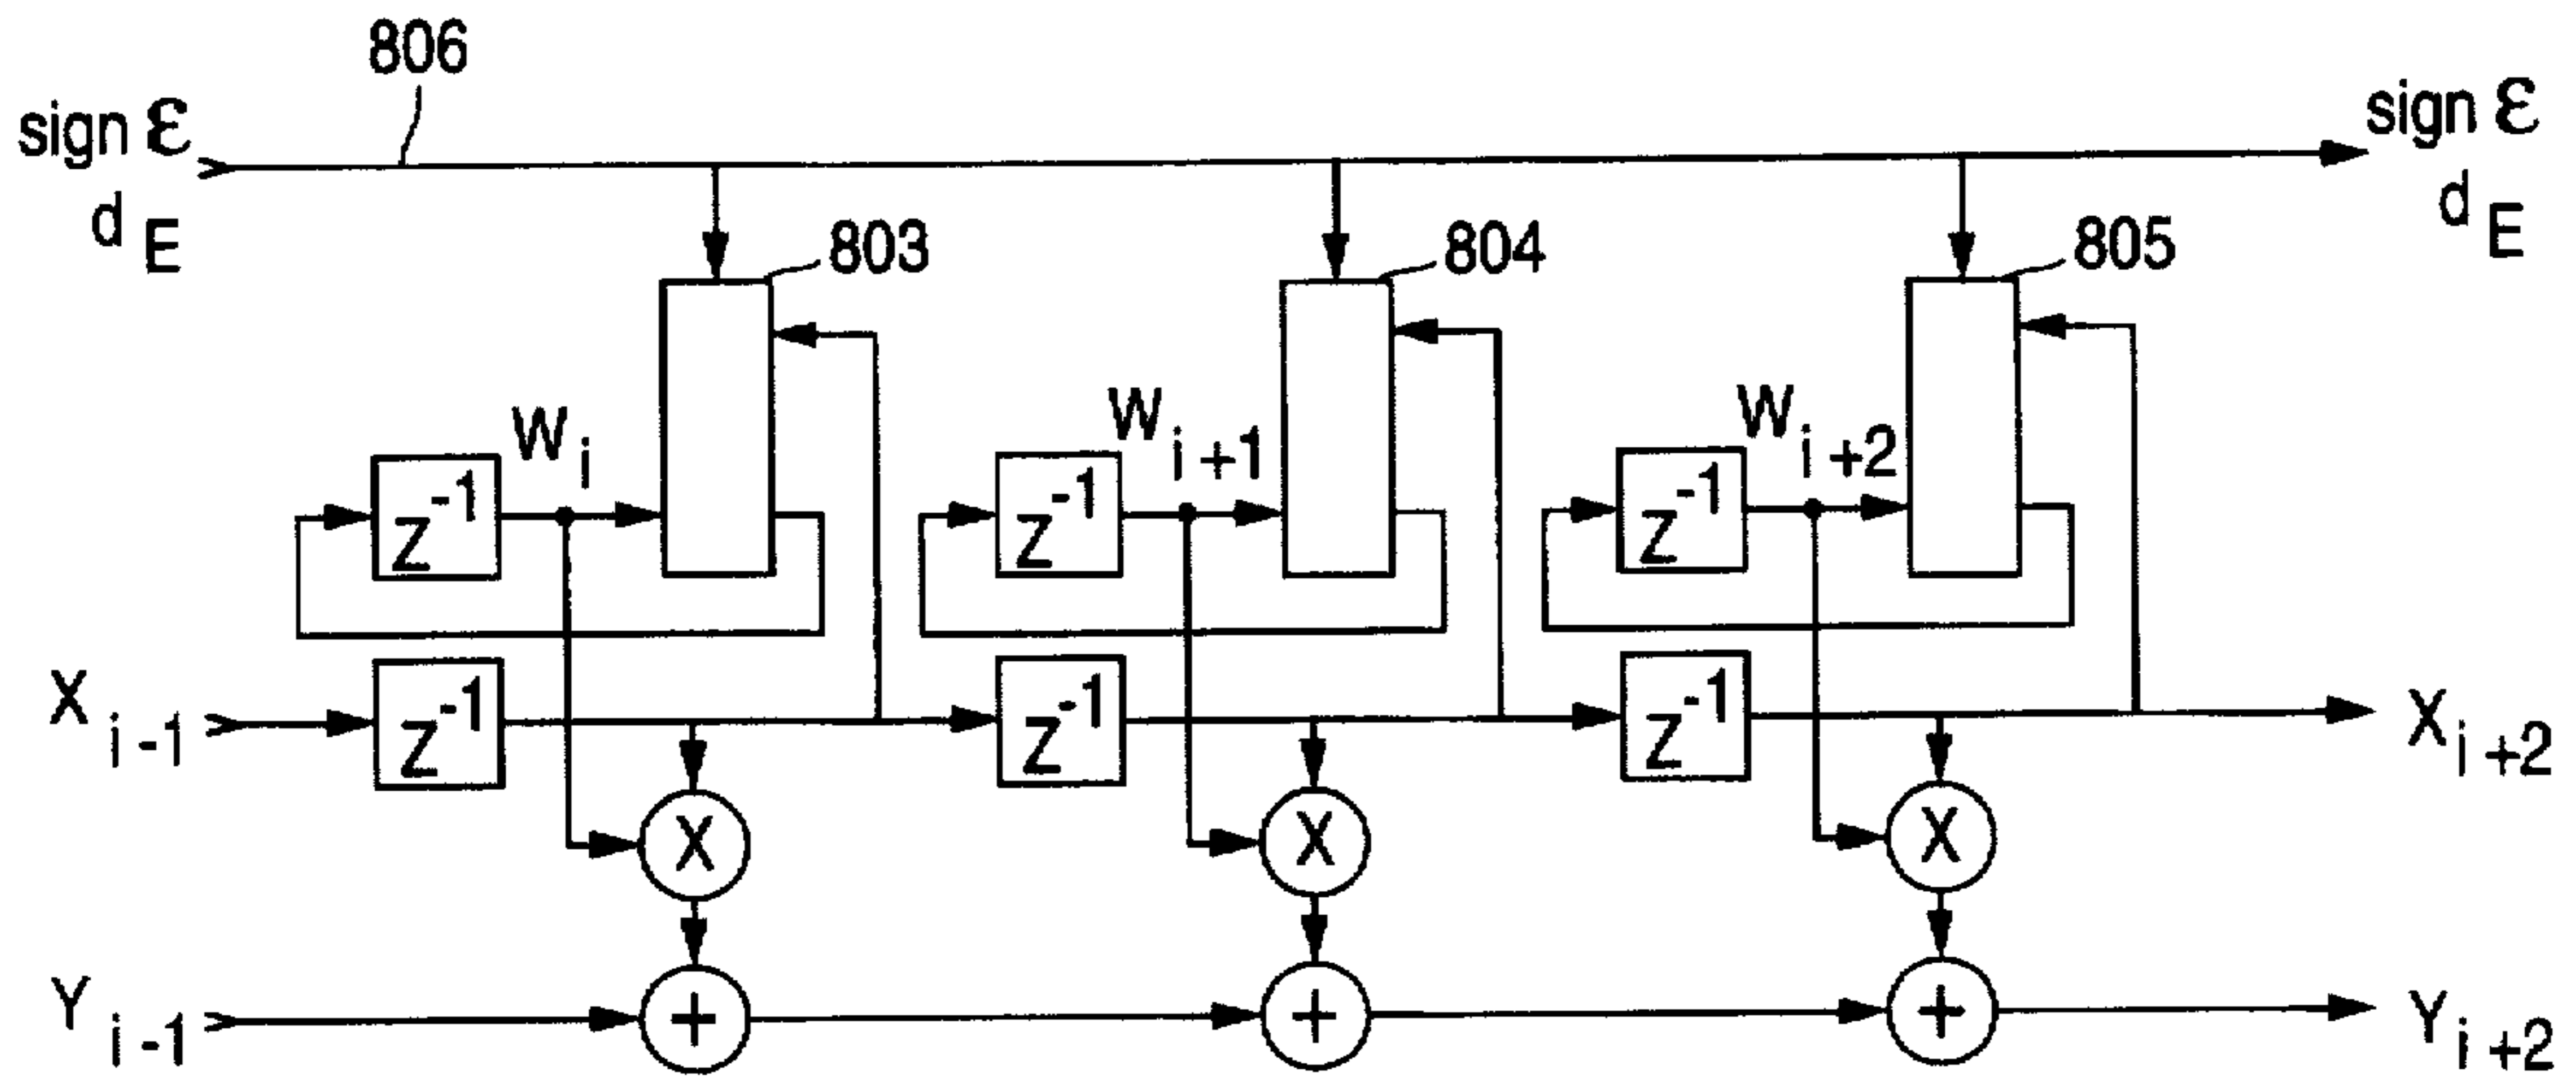 806
sign ε
d E
sign ε
d E
803
804
805
W i
W i+1
W i+2
z -1
z -1
z -1
X i-1
z -1
z -1
z -1
X i+2
X
X
X
Y i-1
+
+
+
Y i+2